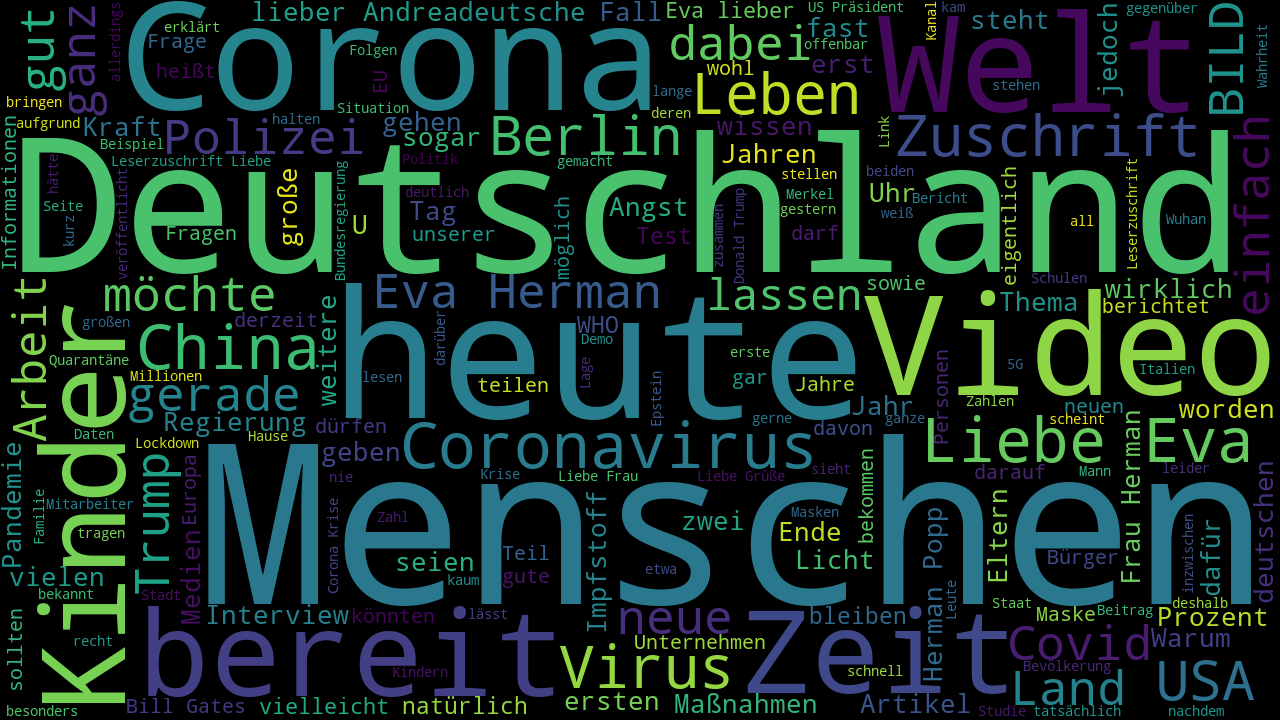 lieber Andreadeutsche
Fall
Eva lieber
US Präsident
Kanal
kam
gegenüber
erklärt
Frage
heißt
allerdings
gut
ganz
Corona
Folgen
EU
Situation
dabei
fast
offenbar
erst
wohl
Leben
lange
deren
Welt
steht
stehen
jedoch
BILD
Wahrheit
bringen
aufgrund
Kraft
Beispiel
Polizei
halten
gehen
sogar
Berlin
wissen
Jahren
stellen
Link
Zuschrift
einfach
Informationen
Leserzuschrift Liebe
Politik
gemacht
beiden
Deutschland
hätte
Seite
kurz
veröffentlicht
Fragen
große
Bundesregierung
U
deutlich
Tag
unserer
möglich
Angst
Test
zusammen
Donald Trump
Merkel
gestern
darf
Uhr
Bericht
weiß
eigentlich
all
Leserzuschrift
Wuhan
Schulen
möchte
Eva Herman
lassen
sowie
Thema
wirklich
berichtet
großen
derzeit
weitere
heute
darüber
WHO
Demo
Video
Arbeit
Kinder
China
Quarantäne
Millionen
gerade
lesen
teilen
Lage
erste
gar
Jahre
5G
Italien
Epstein
Personen
Zahlen
Regierung
dürfen
gerne
Jahr
davon
ganze
neuen
scheint
worden
Daten
Lockdown
Hause
geben
Coronavirus
Liebe
Eva
Pandemie
Trump
Europa
Medien
nie
Krise
Liebe Frau
Liebe Grüße
sieht
darauf
Mann
leider
deutschen
Familie
Mitarbeiter
tragen
Menschen
Corona Krise
Zahl
Impfstoff
zwei
Masken
Ende
bekommen
Eltern
Frau Herman
inzwischen
dafür
vielen
bekannt
Stadt
seien
kaum
Teil
gute
etwa
Licht
Herman Popp
Leute
Bürger
Staat
deshalb
sollten
recht
Interview
könnten
lässt
neue
bleiben
Maske
Beitrag
Prozent
bereit
Kindern
Virus
Unternehmen
Zeit
schnell
Covid
Warum
Bevölkerung
besonders
Bill Gates
vielleicht
natürlich
ersten
Maßnahmen
Artikel
Studie
Land
tatsächlich
USA
nachdem